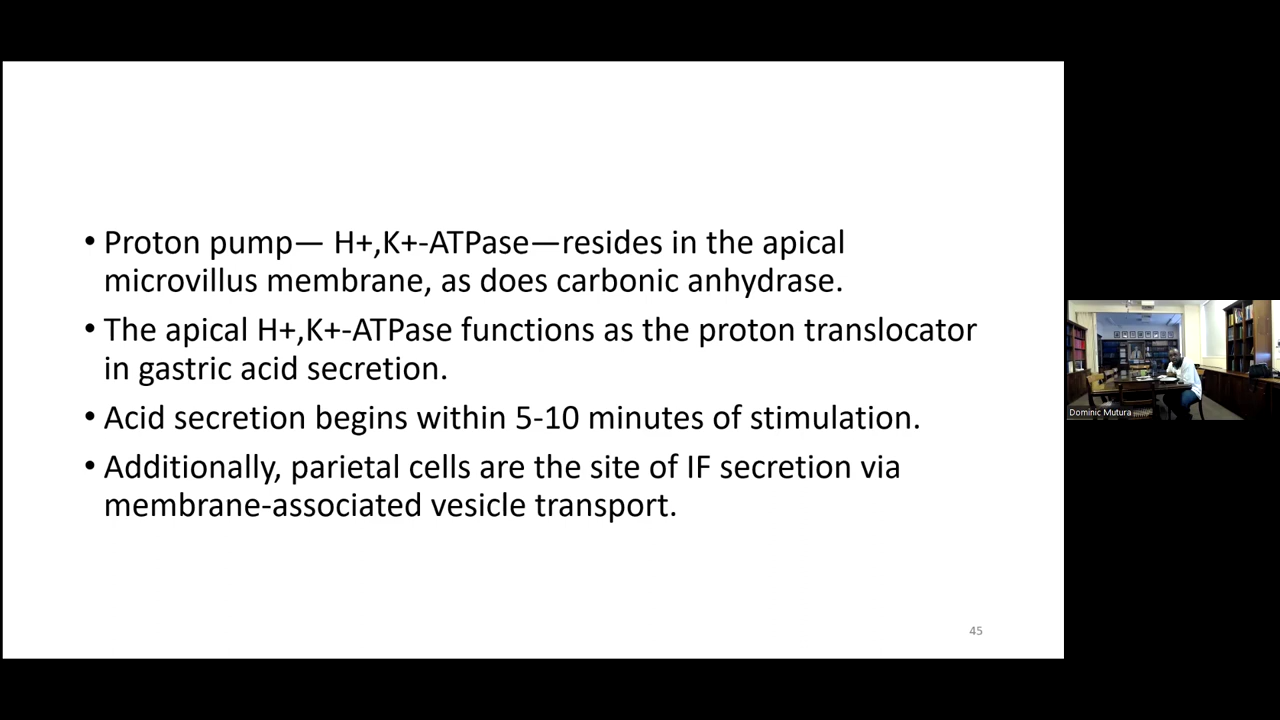 • Proton pump— H+,K+-ATPase—resides in the apical
microvillus membrane, as does carbonic anhydrase.
• The apical H+,K+-ATPase functions as the proton translocator
in gastric acid secretion.
• Acid secretion begins within 5-10 minutes of stimulation.
• Additionally, parietal cells are the site of IF secretion via
membrane-associated vesicle transport.
45
Dominic Mutura